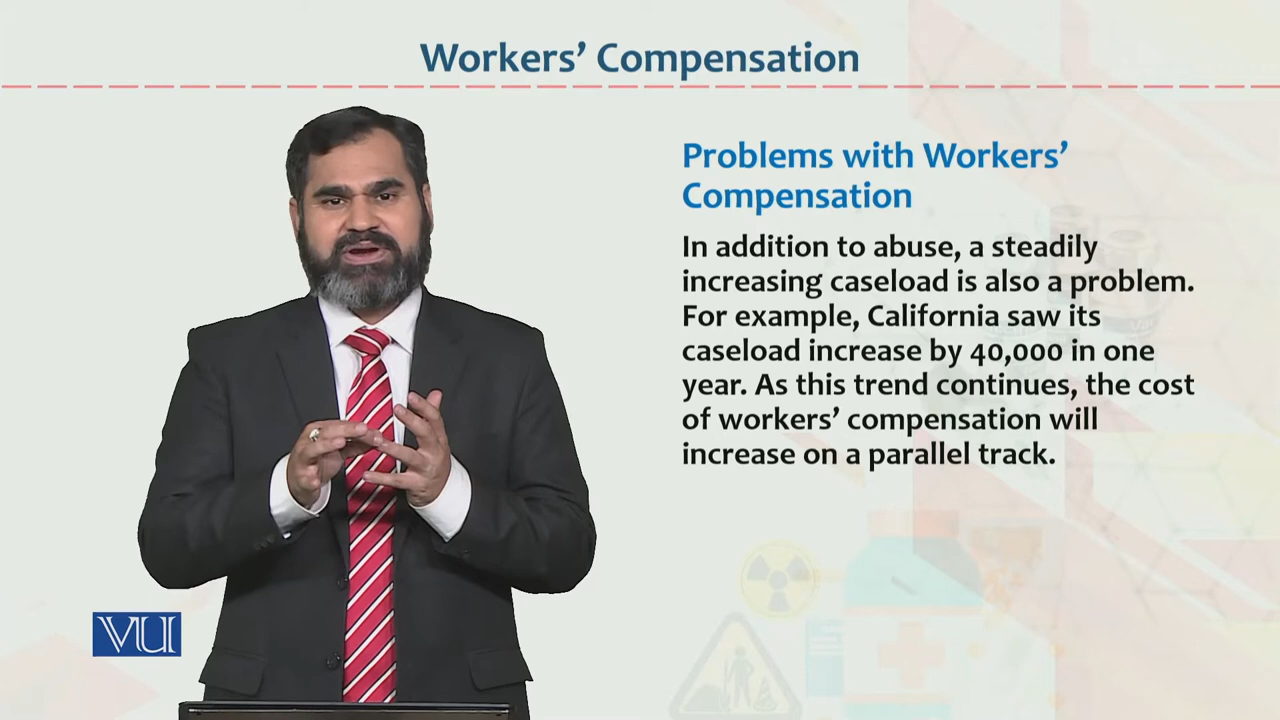 Workers’ Compensation
Problems with Workers’
Compensation
In addition to abuse, a steadily
increasing caseload is also a problem.
For example, California saw its
caseload increase by 40,000 in one
year. As this trend continues, the cost
of workers’ compensation will
increase on a parallel track.
VU